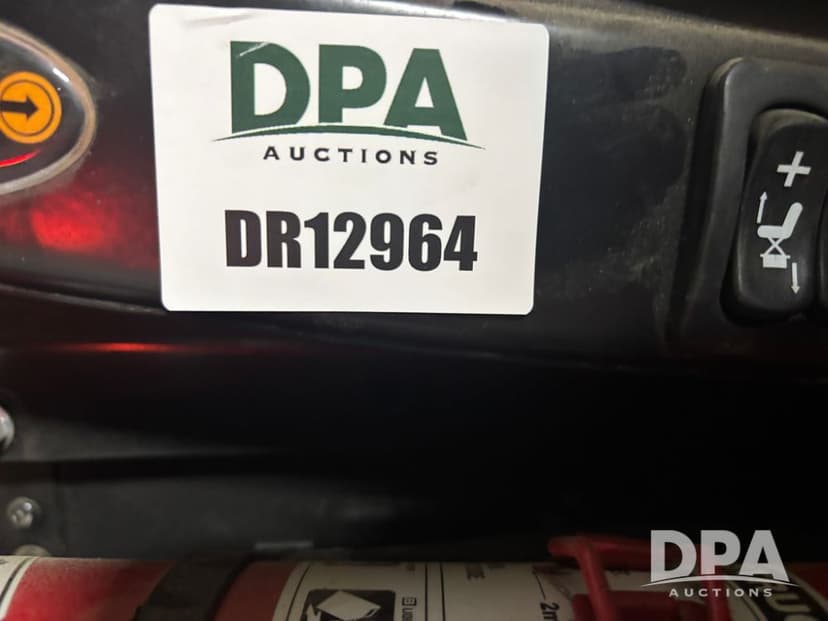 DPA
AUCTIONS
DR12964
+
DPA
AUCTIONS